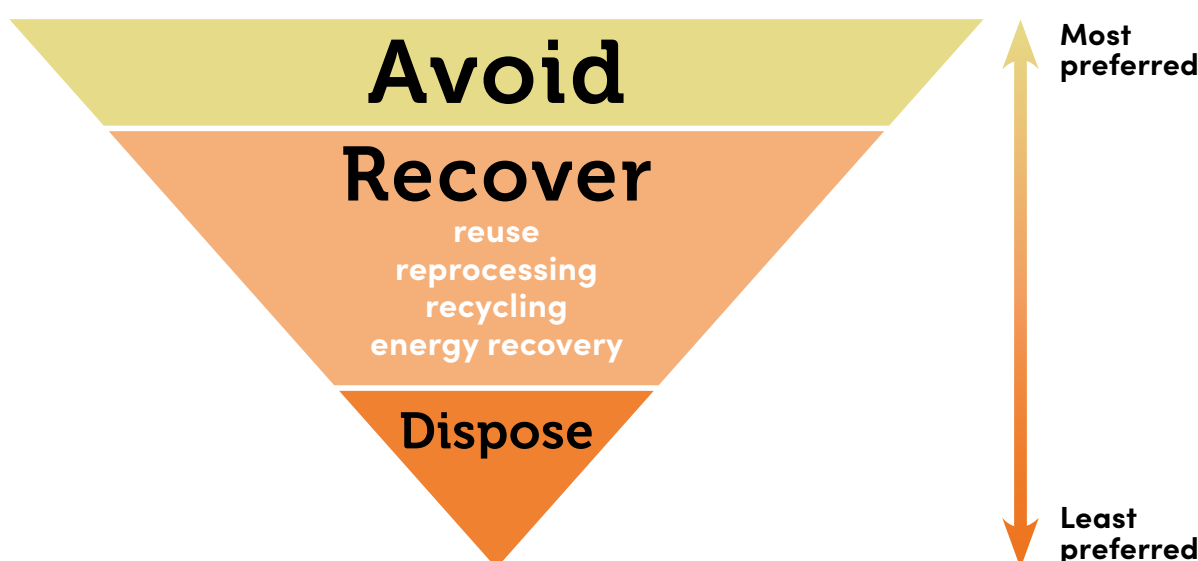 Avoid
Recover
reuse
reprocessing
recycling
energy recovery
Dispose
Most
preferred
Least
preferred